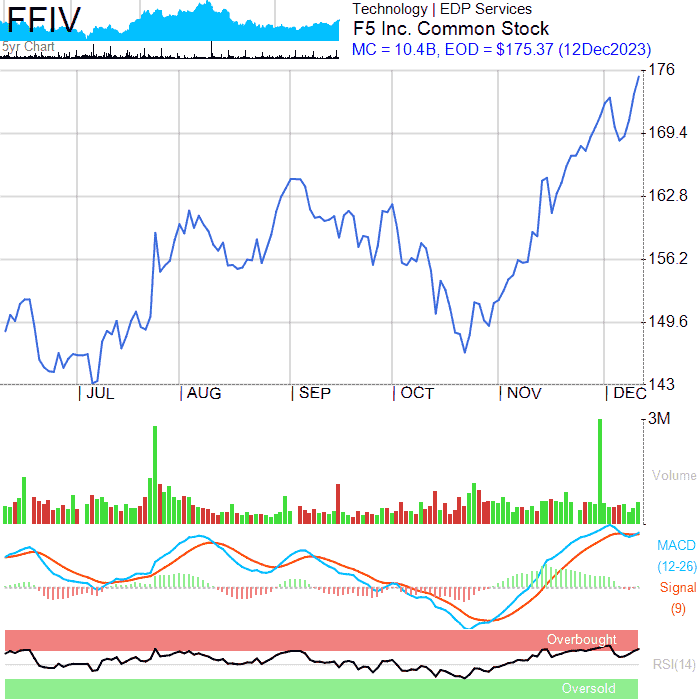 FFIV
5yr Chart
Technology | EDP Services
F5 Inc. Common Stock
MC = 10.4B, EOD = $175.37 (12Dec2023)
176
169.4
162.8
156.2
149.6
143
| JUL | AUG | SEP | OCT | NOV | DEC
3M
Volume
MACD
(12-26)
Signal
(9)
Overbought
RSI(14)
Oversold